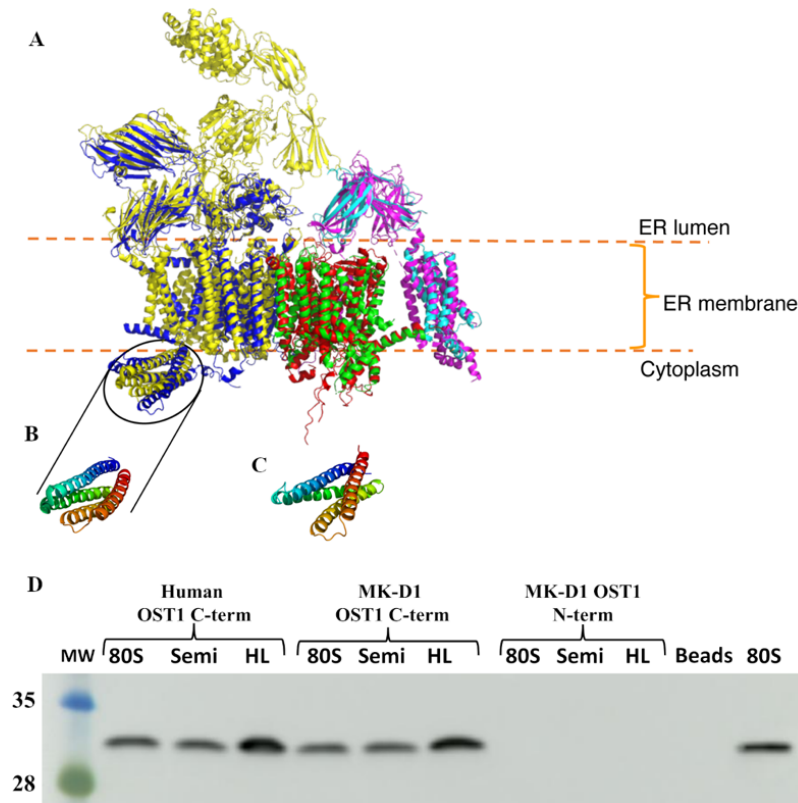 A
ER lumen
ER membrane
Cytoplasm
B
C
D
Human
OST1 C-term
MK-D1
OST1 C-term
MK-D1 OST1
N-term
MW 80S Semi HL 80S Semi HL 80S Semi HL Beads 80S
35
28